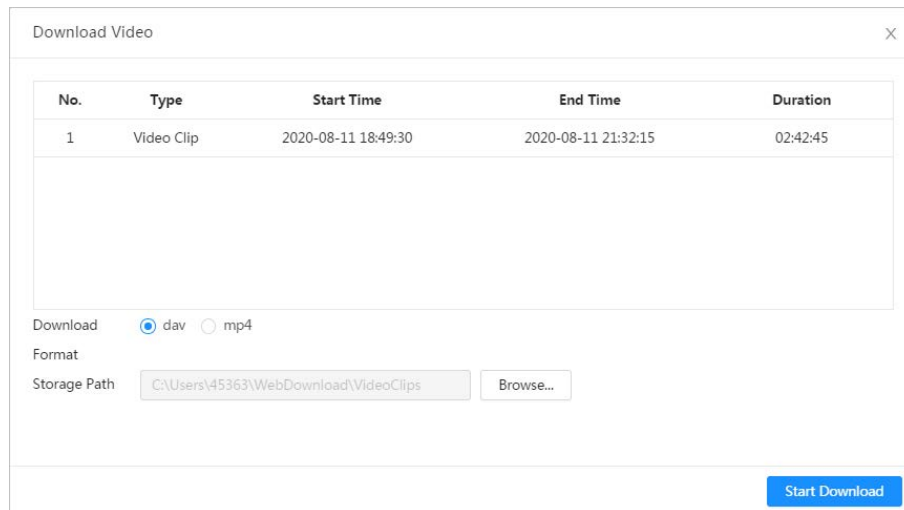 Download Video
No. Type Start Time End Time Duration
1 Video Clip 2020-08-11 18:49:30 2020-08-11 21:32:15 02:42:45
Download dav mp4
Format
Storage Path C:\Users\45363\WebDownload\VideoClips Browse...
Start Download